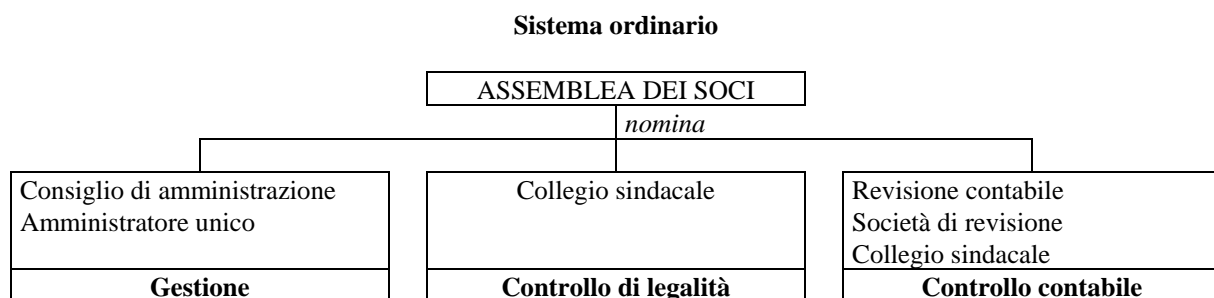 Sistema ordinario
ASSEMBLEA DEI SOCI
nomina
Consiglio di amministrazione
Amministratore unico
Gestione
Collegio sindacale
Controllo di legalità
Revisione contabile
Società di revisione
Collegio sindacale
Controllo contabile